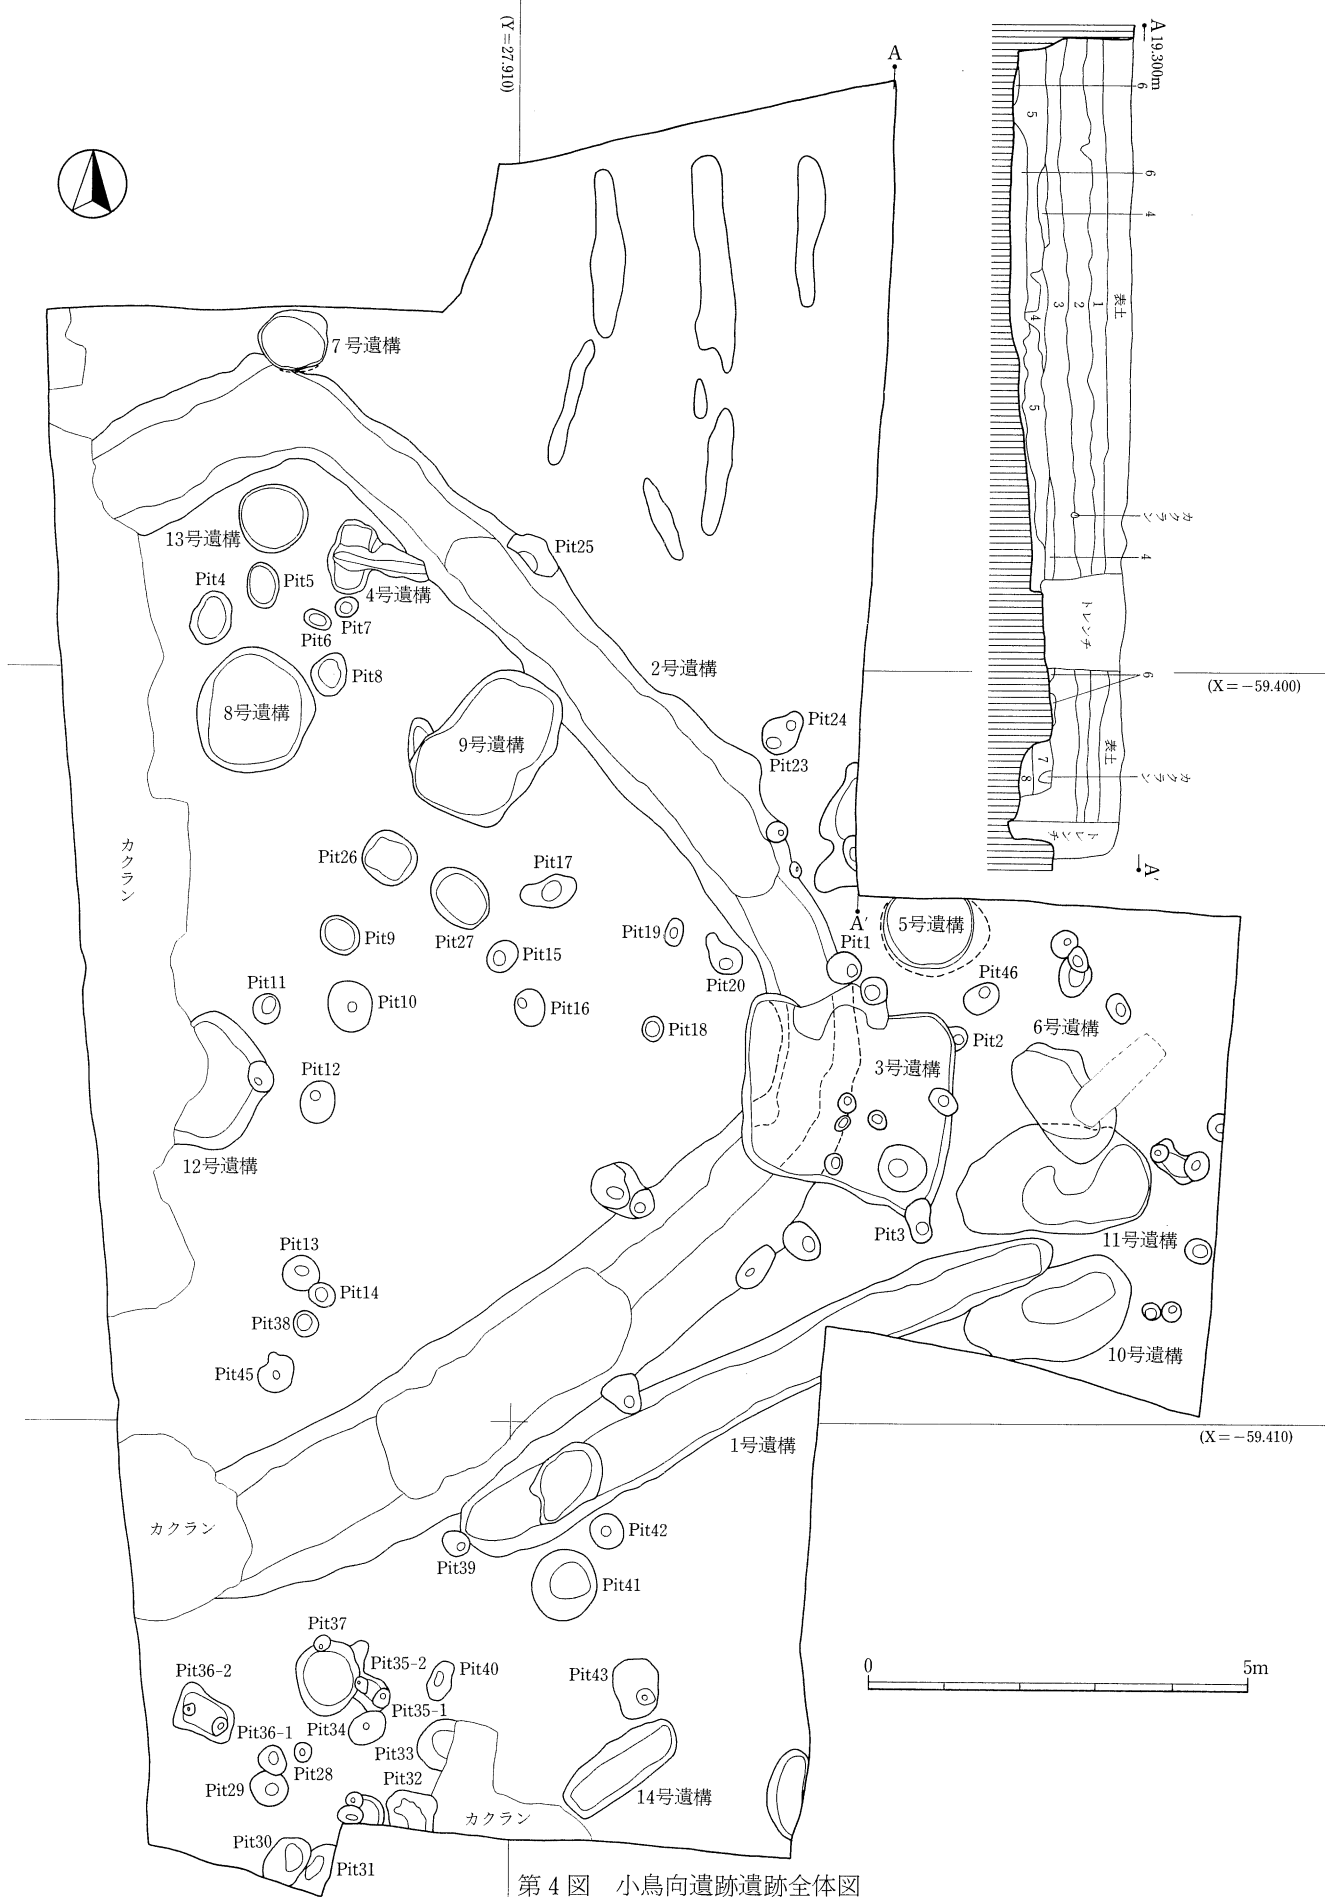 (Y=27.910)
A
A 19.300m
6
5
6
4
表土
1
2
3
4
5
カクラン
4
トレンチ
6
表土
7
8
カクラン
トレンチ
A′
7号遺構
13号遺構
Pit25
Pit4
Pit5
4号遺構
Pit7
Pit6
2号遺構
Pit8
(X=−59.400)
8号遺構
9号遺構
Pit24
Pit23
カクラン
Pit26
Pit17
Pit27
Pit9
Pit15
Pit19
Pit20
A′
Pit1
5号遺構
Pit46
Pit11
Pit10
Pit16
Pit18
6号遺構
Pit2
3号遺構
Pit12
12号遺構
Pit3
11号遺構
Pit13
Pit14
Pit38
Pit45
10号遺構
(X=−59.410)
1号遺構
カクラン
Pit42
Pit39
Pit41
Pit37
Pit36-2
Pit35-2
Pit40
Pit43
0
5m
Pit35-1
Pit36-1
Pit34
Pit33
Pit28
Pit29
Pit32
14号遺構
カクラン
Pit30
Pit31
第4図 小鳥向遺跡遺跡全体図